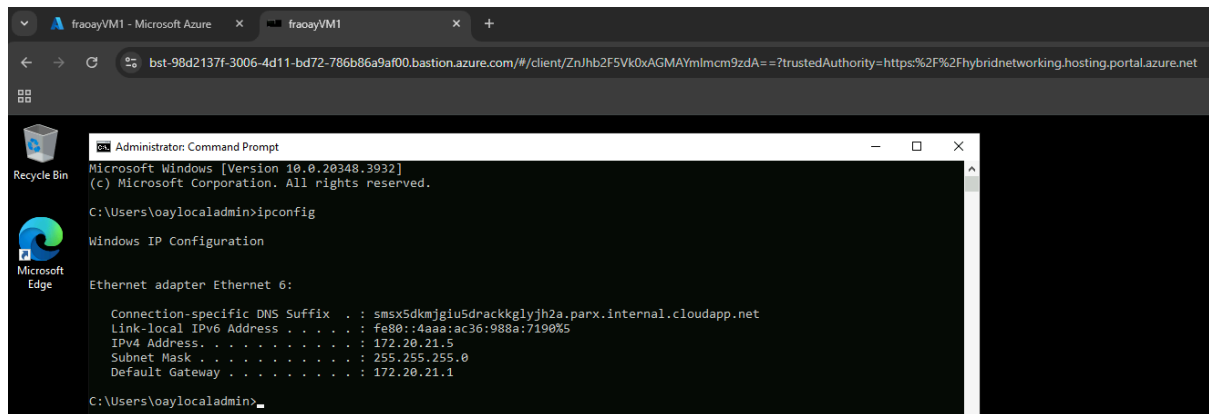 fraoayVM1 - Microsoft Azure
fraoayVM1
bst-98d2137f-3006-4d11-bd72-786b86a9af00.bastion.azure.com/#/client/ZnJhb2F5Vk0xAGMAYmlmcm9zdA==?trustedAuthority=https:%2F%2Fhybridnetworking.hosting.portal.azure.net
Recycle Bin
Microsoft
Edge
Administrator: Command Prompt
Microsoft Windows [Version 10.0.20348.3932]
(c) Microsoft Corporation. All rights reserved.
C:\Users\oaylocaladmin>ipconfig
Windows IP Configuration
Ethernet adapter Ethernet 6:
Connection-specific DNS Suffix . : smsx5dkmjgiu5drackkglyjh2a.parx.internal.cloudapp.net
Link-local IPv6 Address . . . . . : fe80::4aaa:ac36:988a:7190%5
IPv4 Address. . . . . . . . . . . : 172.20.21.5
Subnet Mask . . . . . . . . . . . : 255.255.255.0
Default Gateway . . . . . . . . . : 172.20.21.1
C:\Users\oaylocaladmin>